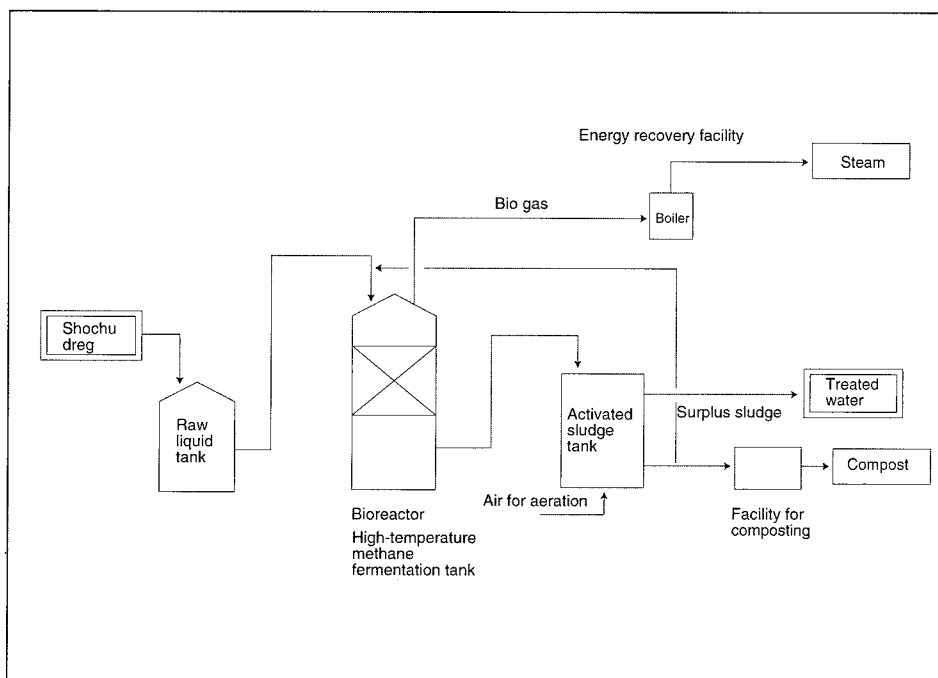 Energy recovery facility
Steam
Bio gas
Boiler
Shochu
dreg
Raw
liquid
tank
Activated
sludge
tank
Treated
water
Surplus sludge
Compost
Air for aeration
Bioreactor
High-temperature
methane
fermentation tank
Facility for
composting